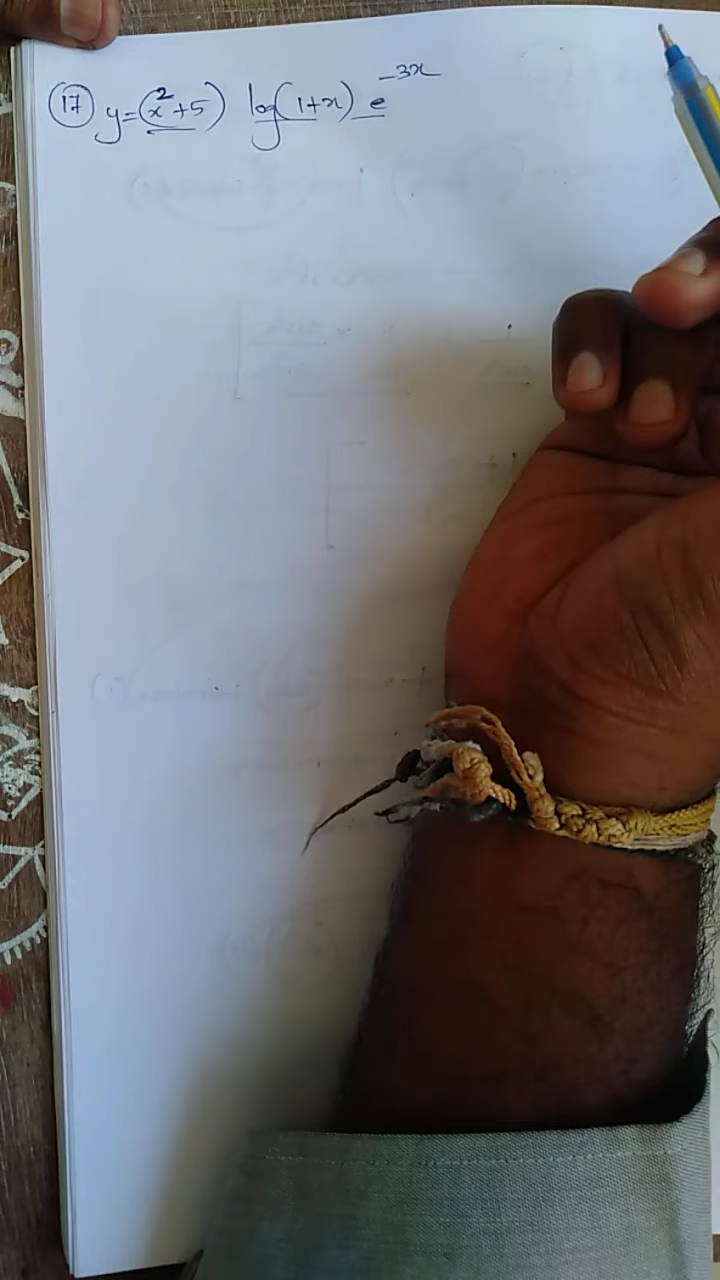 (17) y=(x²+5) log(1+x) e^-3x